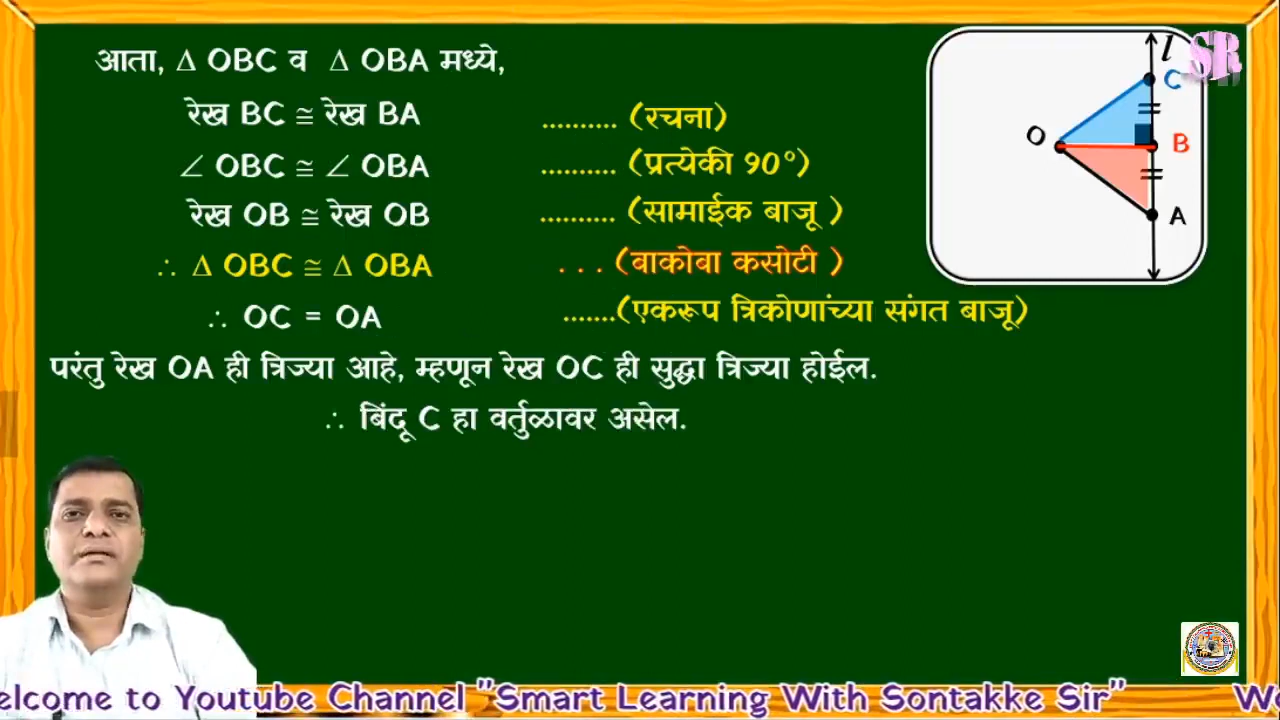 आता, Δ OBC व Δ OBA मध्ये,
रेख BC ≅ रेख BA .......... (रचना)
∠ OBC ≅ ∠ OBA .......... (प्रत्येकी 90°)
रेख OB ≅ रेख OB .......... (सामाईक बाजू )
∴ Δ OBC ≅ Δ OBA . . . (बाकोबा कसोटी )
∴ OC = OA .......(एकरूप त्रिकोणांच्या संगत बाजू)
परंतु रेख OA ही त्रिज्या आहे, म्हणून रेख OC ही सुद्धा त्रिज्या होईल.
∴ बिंदू C हा वर्तुळावर असेल.
l
SR
C
O
B
A
elcome to Youtube Channel "Smart Learning With Sontakke Sir" We